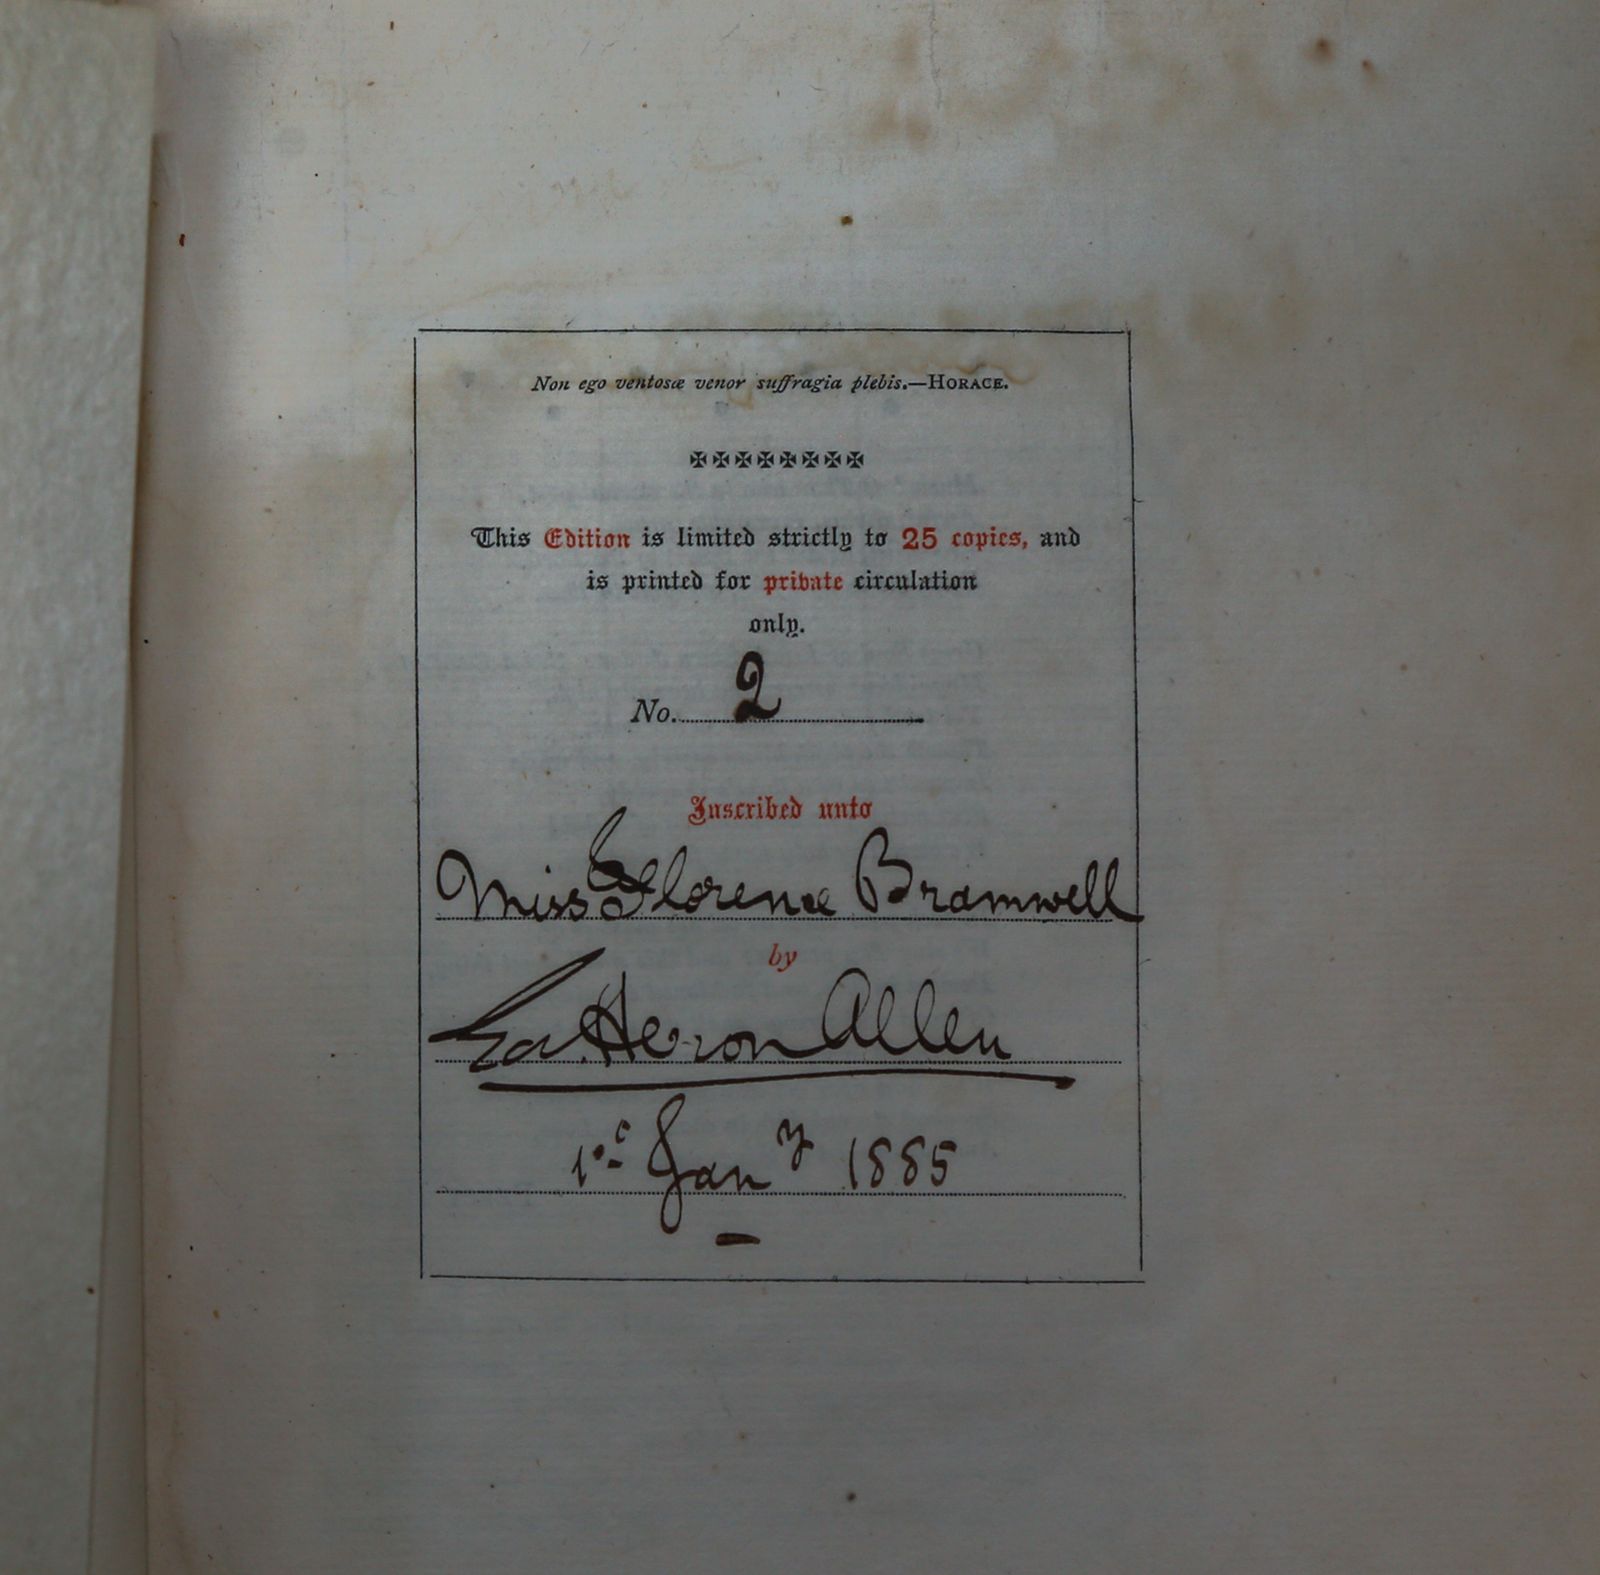 Non ego ventosæ venor suffragia plebis.—HORACE.
This Edition is limited strictly to 25 copies, and
is printed for private circulation
only.
No. 2
Inscribed unto
Miss Florence Bramwell
by
Ed. Heron Allen
1st Jany 1885